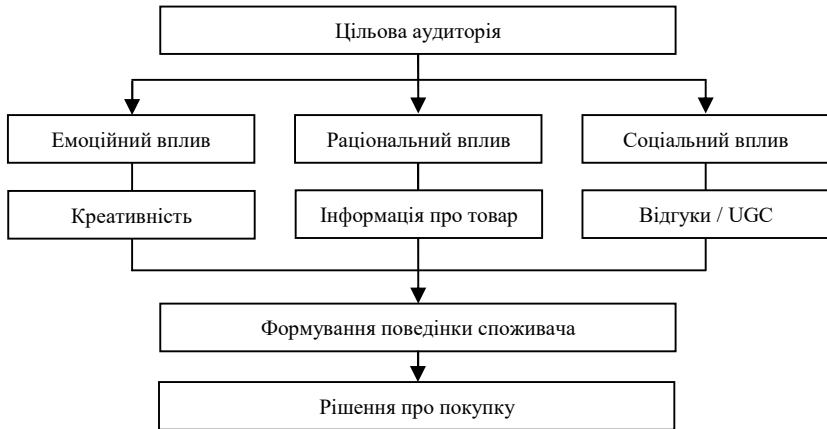 Цільова аудиторія
Емоційний вплив
Раціональний вплив
Соціальний вплив
Креативність
Інформація про товар
Відгуки / UGC
Формування поведінки споживача
Рішення про покупку